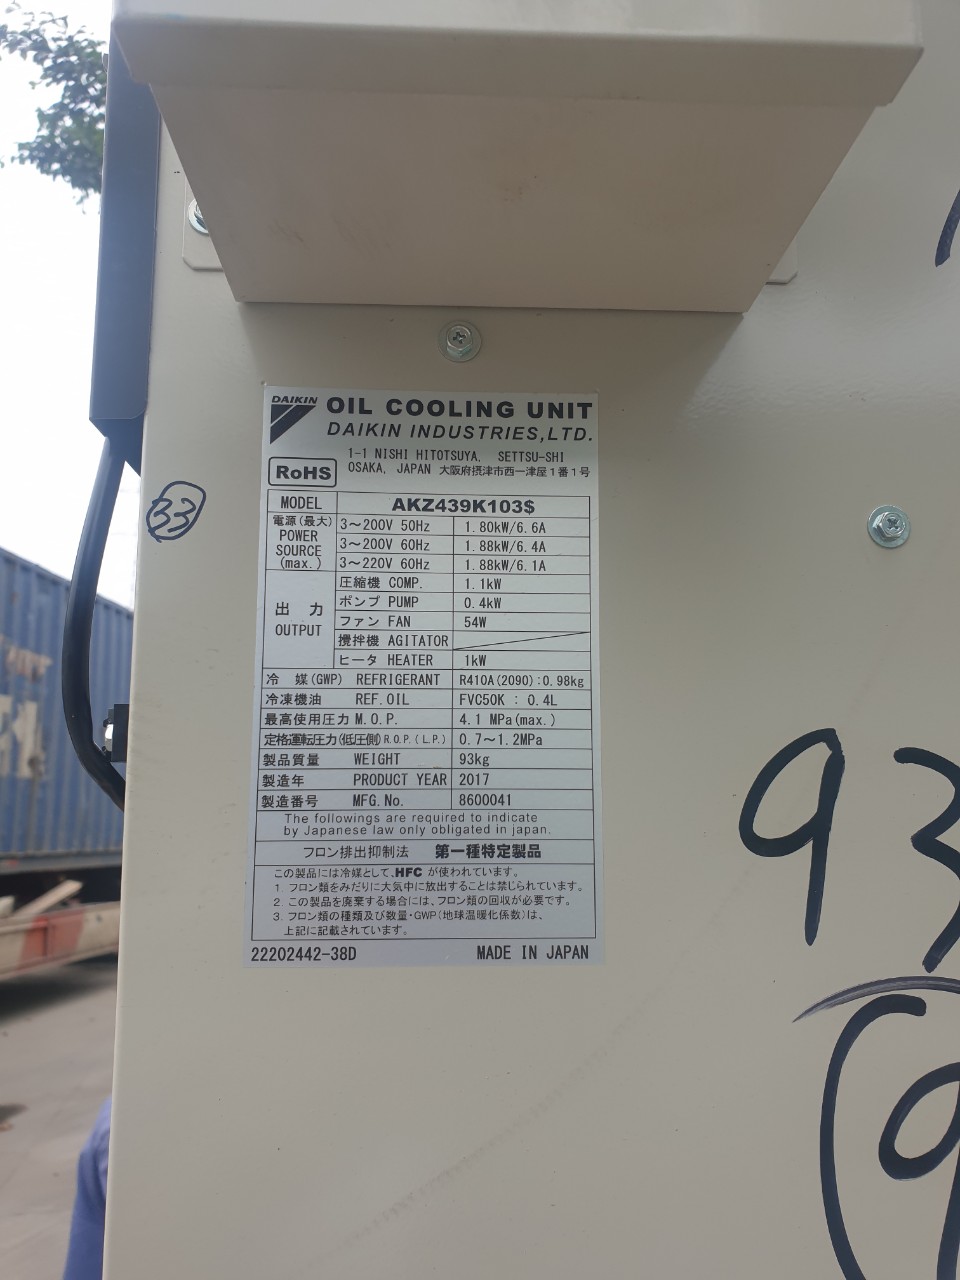 DAIKIN OIL COOLING UNIT
DAIKIN INDUSTRIES,LTD.
1-1 NISHI HITOTSUYA, SETTSU-SHI
OSAKA, JAPAN 大阪府摂津市西一津屋1番1号
RoHS
MODEL AKZ439K103$
電源(最大) POWER SOURCE (max.)
3〜200V 50Hz 1.80kW/6.6A
3〜200V 60Hz 1.88kW/6.4A
3〜220V 60Hz 1.88kW/6.1A
出力 OUTPUT
圧縮機 COMP. 1.1kW
ポンプ PUMP 0.4kW
ファン FAN 54W
攪拌機 AGITATOR
ヒータ HEATER 1kW
冷媒(GWP) REFRIGERANT R410A(2090):0.98kg
冷凍機油 REF.OIL FVC50K : 0.4L
最高使用圧力 M.O.P. 4.1 MPa(max.)
定格運転圧力(低圧側) R.O.P.(L.P.) 0.7〜1.2MPa
製品質量 WEIGHT 93kg
製造年 PRODUCT YEAR 2017
製造番号 MFG.No. 8600041
The followings are required to indicate
by Japanese law only obligated in japan.
フロン排出抑制法 第一種特定製品
この製品には冷媒として、HFC が使われています。
1. フロン類をみだりに大気中に放出することは禁じられています。
2. この製品を廃棄する場合には、フロン類の回収が必要です。
3. フロン類の種類及び数量・GWP(地球温暖化係数)は、
上記に記載されています。
22202442-38D MADE IN JAPAN
33
93
9